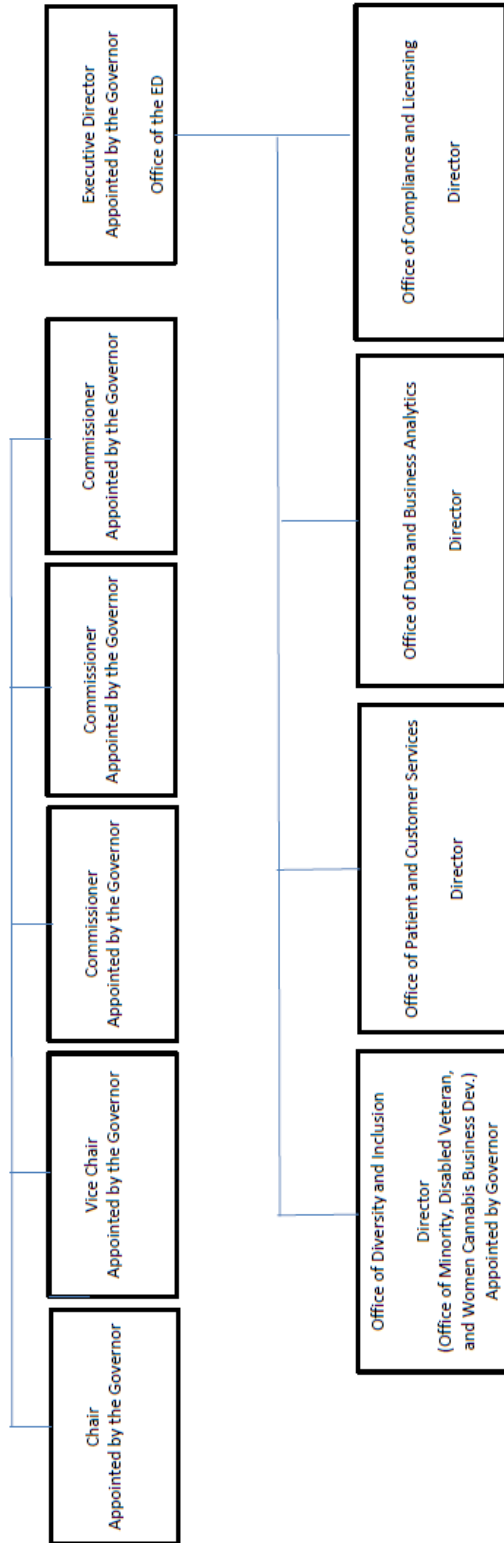 Chair
Appointed by the Governor
Vice Chair
Appointed by the Governor
Commissioner
Appointed by the Governor
Commissioner
Appointed by the Governor
Commissioner
Appointed by the Governor
Executive Director
Appointed by the Governor
Office of the ED
Office of Diversity and Inclusion
Director
(Office of Minority, Disabled Veteran,
and Women Cannabis Business Dev.)
Appointed by Governor
Office of Patient and Customer Services
Director
Office of Data and Business Analytics
Director
Office of Compliance and Licensing
Director